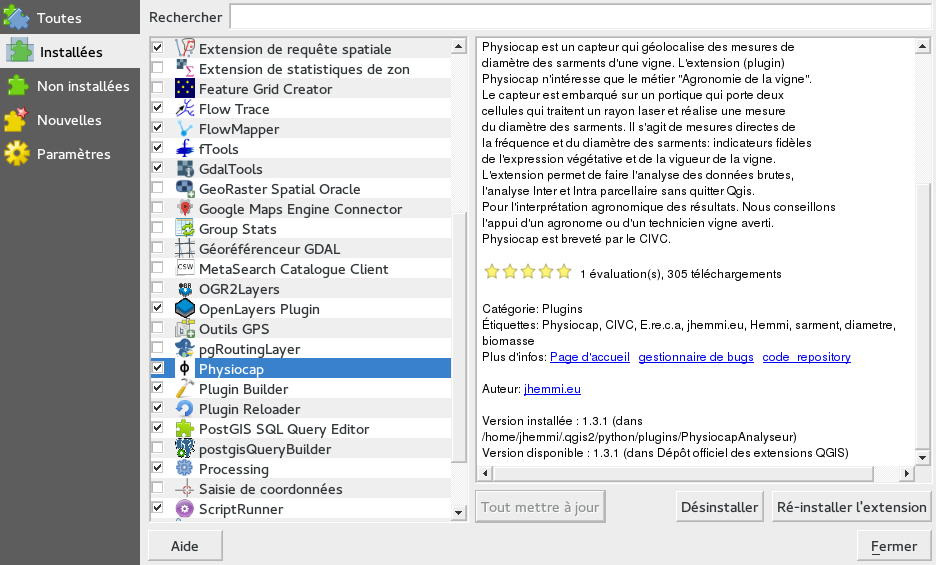 Toutes
Installées
Non installées
Nouvelles
Paramètres
Rechercher
Extension de requête spatiale
Extension de statistiques de zon
Feature Grid Creator
Flow Trace
FlowMapper
fTools
GdalTools
GeoRaster Spatial Oracle
Google Maps Engine Connector
Group Stats
Géoréférenceur GDAL
CSW
MetaSearch Catalogue Client
OGR2Layers
OpenLayers Plugin
Outils GPS
pgRoutingLayer
Physiocap
Plugin Builder
Plugin Reloader
PostGIS SQL Query Editor
postgisQueryBuilder
Processing
Saisie de coordonnées
ScriptRunner
Physiocap est un capteur qui géolocalise des mesures de
diamètre des sarments d'une vigne. L'extension (plugin)
Physiocap n'intéresse que le métier "Agronomie de la vigne".
Le capteur est embarqué sur un portique qui porte deux
cellules qui traitent un rayon laser et réalise une mesure
du diamètre des sarments. Il s'agit de mesures directes de
la fréquence et du diamètre des sarments: indicateurs fidèles
de l'expression végétative et de la vigueur de la vigne.
L'extension permet de faire l'analyse des données brutes,
l'analyse Inter et Intra parcellaire sans quitter Qgis.
Pour l'interprétation agronomique des résultats. Nous conseillons
l'appui d'un agronome ou d'un technicien vigne averti.
Physiocap est breveté par le CIVC.
1 évaluation(s), 305 téléchargements
Catégorie: Plugins
Étiquettes: Physiocap, CIVC, E.re.c.a, jhemmi.eu, Hemmi, sarment, diametre,
biomasse
Plus d'infos: Page d'accueil gestionnaire de bugs code_repository
Auteur: jhemmi.eu
Version installée : 1.3.1 (dans
/home/jhemmi/.qgis2/python/plugins/PhysiocapAnalyseur)
Version disponible : 1.3.1 (dans Dépôt officiel des extensions QGIS)
Tout mettre à jour
Désinstaller
Ré-installer l'extension
Aide
Fermer